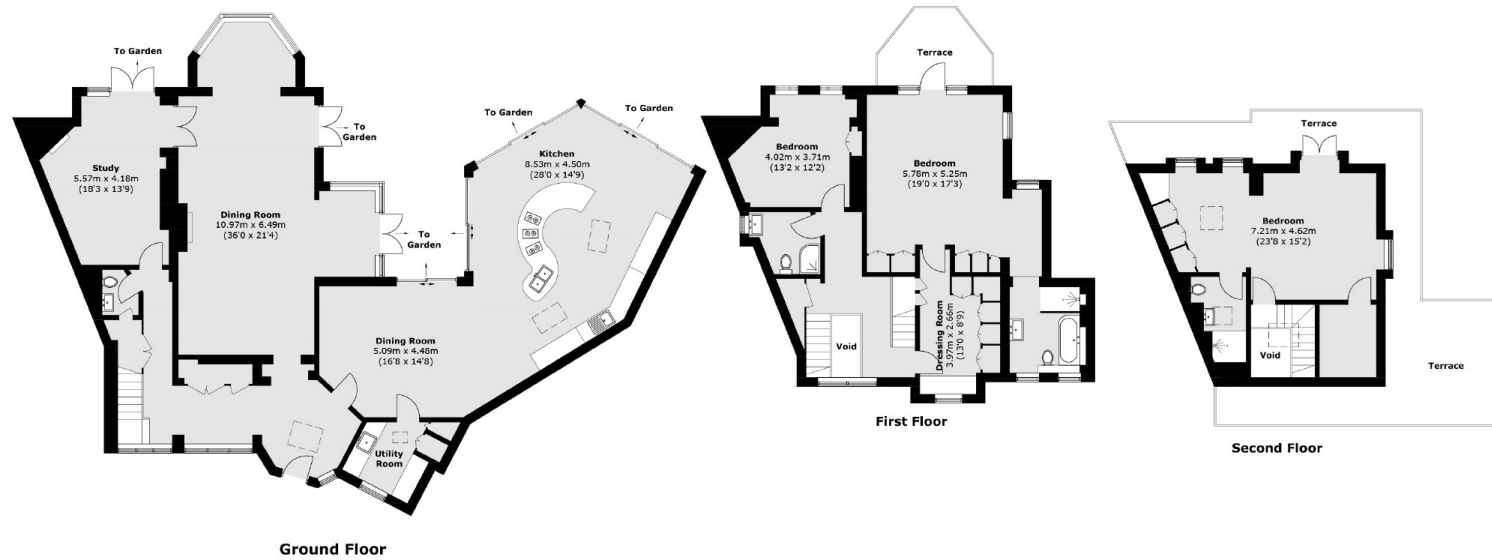 To Garden
To
Garden
Study
5.57m x 4.18m
(18'3 x 13'9)
Dining Room
10.97m x 6.49m
(36'0 x 21'4)
To
Garden
To Garden
To Garden
Kitchen
8.53m x 4.50m
(28'0 x 14'9)
Dining Room
5.09m x 4.48m
(16'8 x 14'8)
Utility
Room
Ground Floor
Terrace
Bedroom
4.02m x 3.71m
(13'2 x 12'2)
Bedroom
5.78m x 5.25m
(19'0 x 17'3)
Void
Dressing Room
3.97m x 2.66m
(13'0 x 8'9)
First Floor
Terrace
Bedroom
7.21m x 4.62m
(23'8 x 15'2)
Void
Terrace
Second Floor